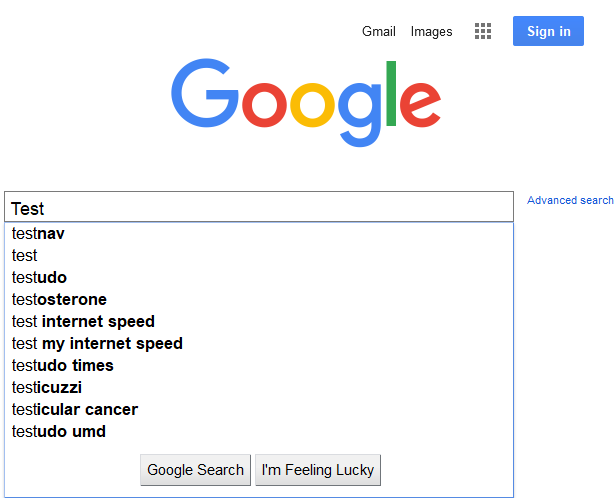 Gmail Images Sign in
Google
Test
Advanced search
testnav
test
testudo
testosterone
test internet speed
test my internet speed
testudo times
testicuzzi
testicular cancer
testudo umd
Google Search I'm Feeling Lucky